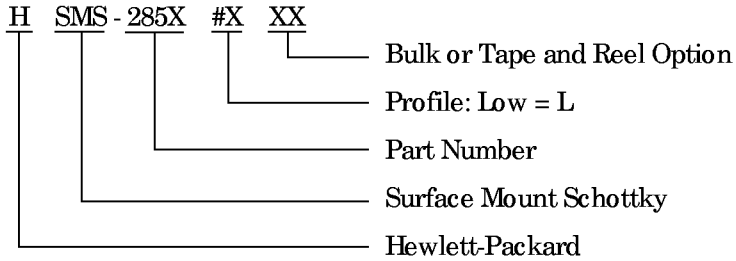 H SMS - 285X #X XX
Bulk or Tape and Reel Option
Profile: Low = L
Part Number
Surface Mount Schottky
Hewlett-Packard